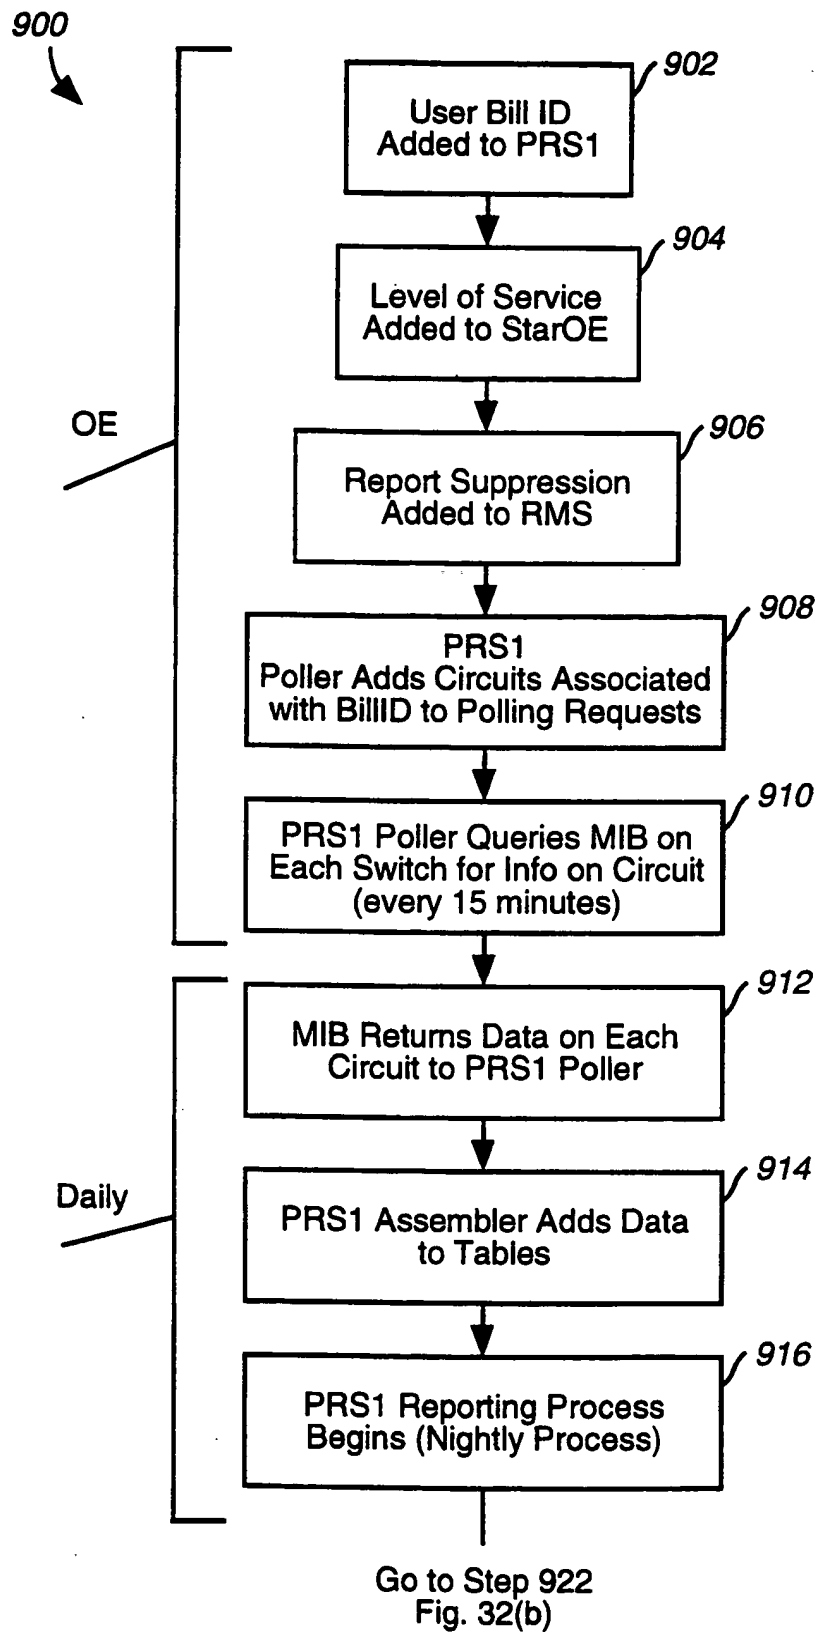 900
902
User Bill ID
Added to PRS1
904
Level of Service
Added to StarOE
OE
906
Report Suppression
Added to RMS
908
PRS1
Poller Adds Circuits Associated
with BillID to Polling Requests
910
PRS1 Poller Queries MIB on
Each Switch for Info on Circuit
(every 15 minutes)
912
MIB Returns Data on Each
Circuit to PRS1 Poller
Daily
914
PRS1 Assembler Adds Data
to Tables
916
PRS1 Reporting Process
Begins (Nightly Process)
Go to Step 922
Fig. 32(b)